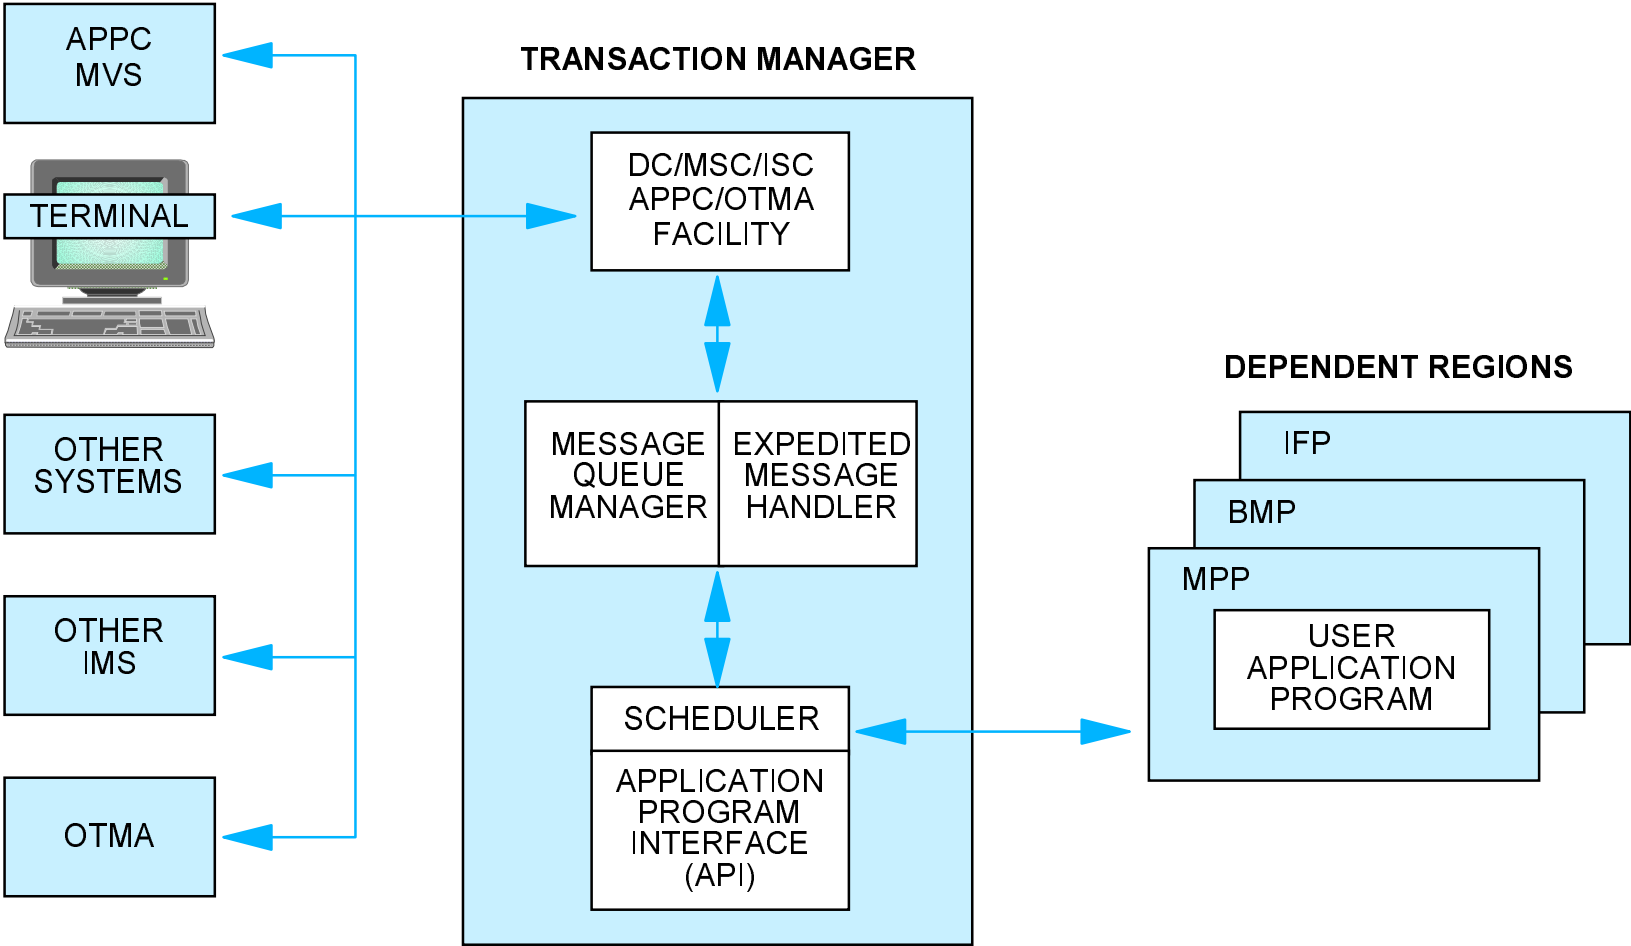 APPC
MVS
TERMINAL
OTHER
SYSTEMS
OTHER
IMS
OTMA
TRANSACTION MANAGER
DC/MSC/ISC
APPC/OTMA
FACILITY
MESSAGE
QUEUE
MANAGER
EXPEDITED
MESSAGE
HANDLER
SCHEDULER
APPLICATION
PROGRAM
INTERFACE
(API)
DEPENDENT REGIONS
IFP
BMP
MPP
USER
APPLICATION
PROGRAM